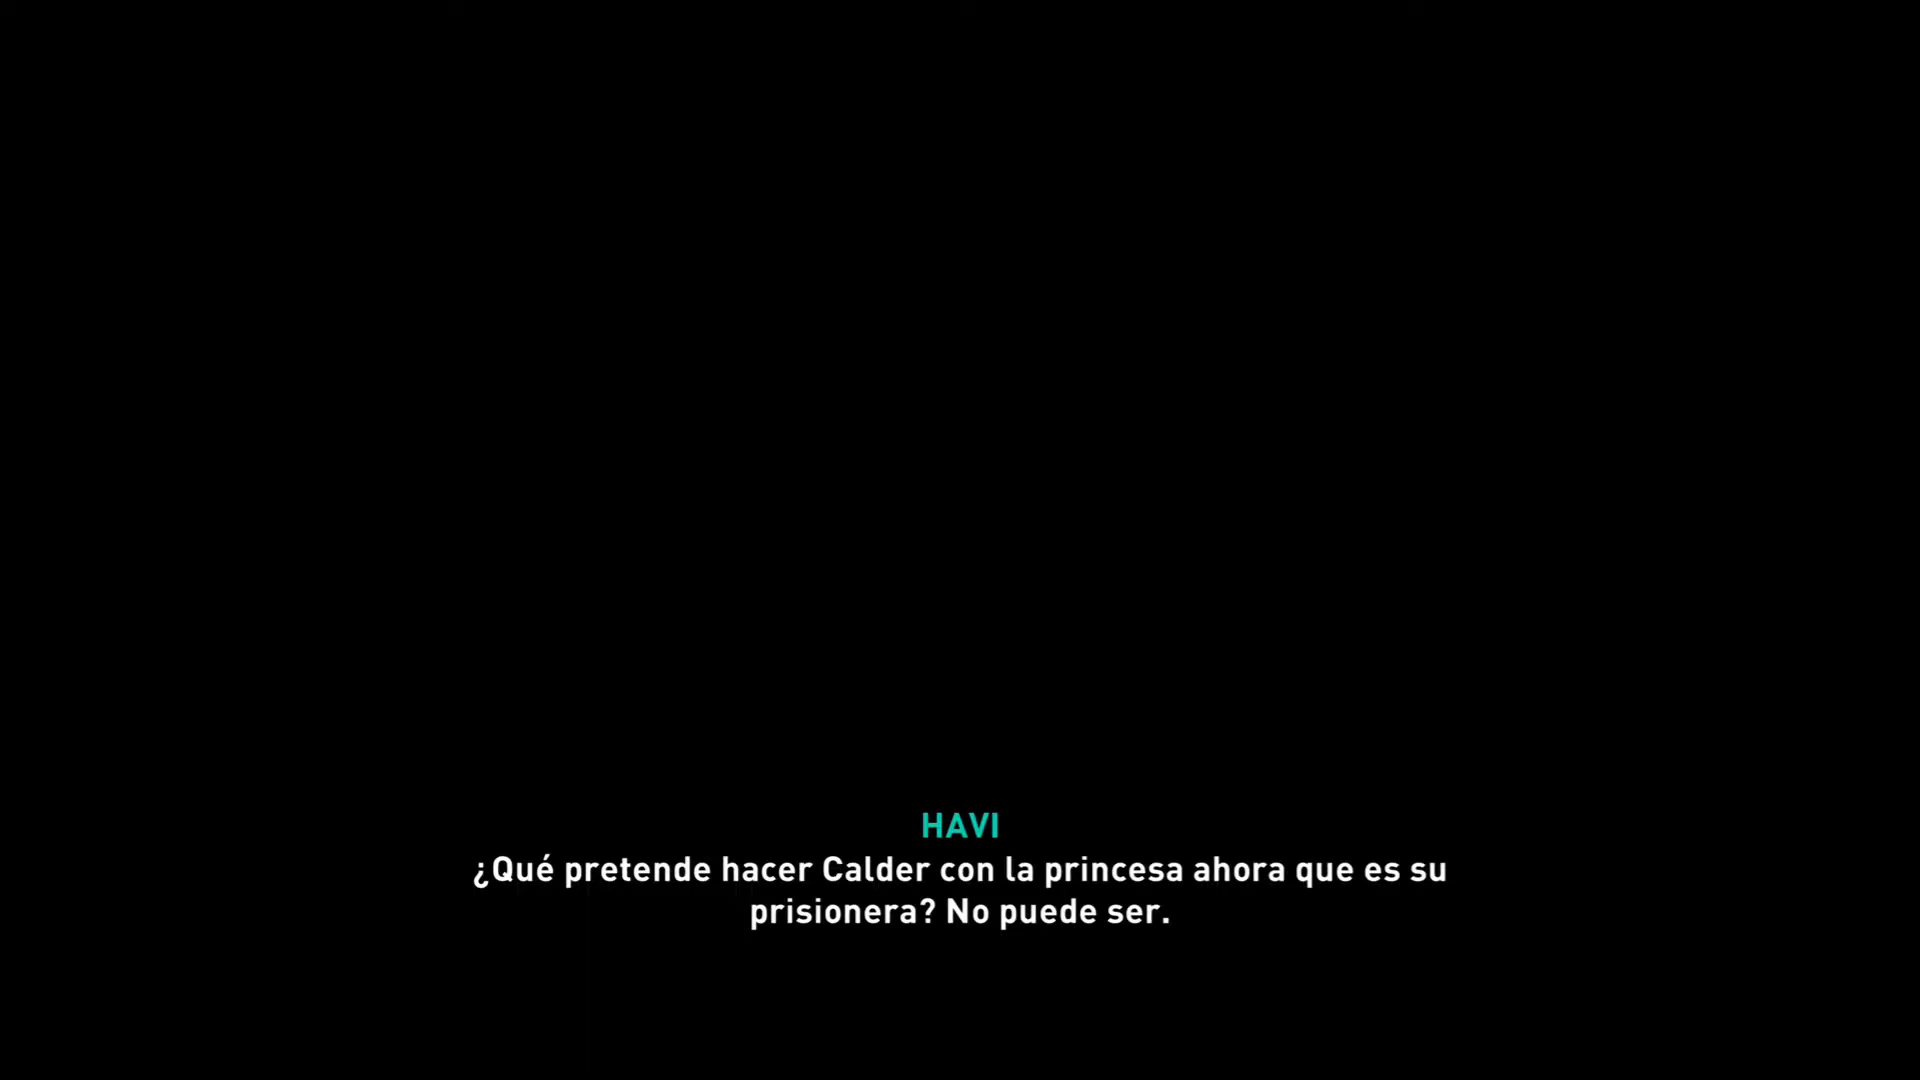 HAVI
¿Qué pretende hacer Calder con la princesa ahora que es su
prisionera? No puede ser.